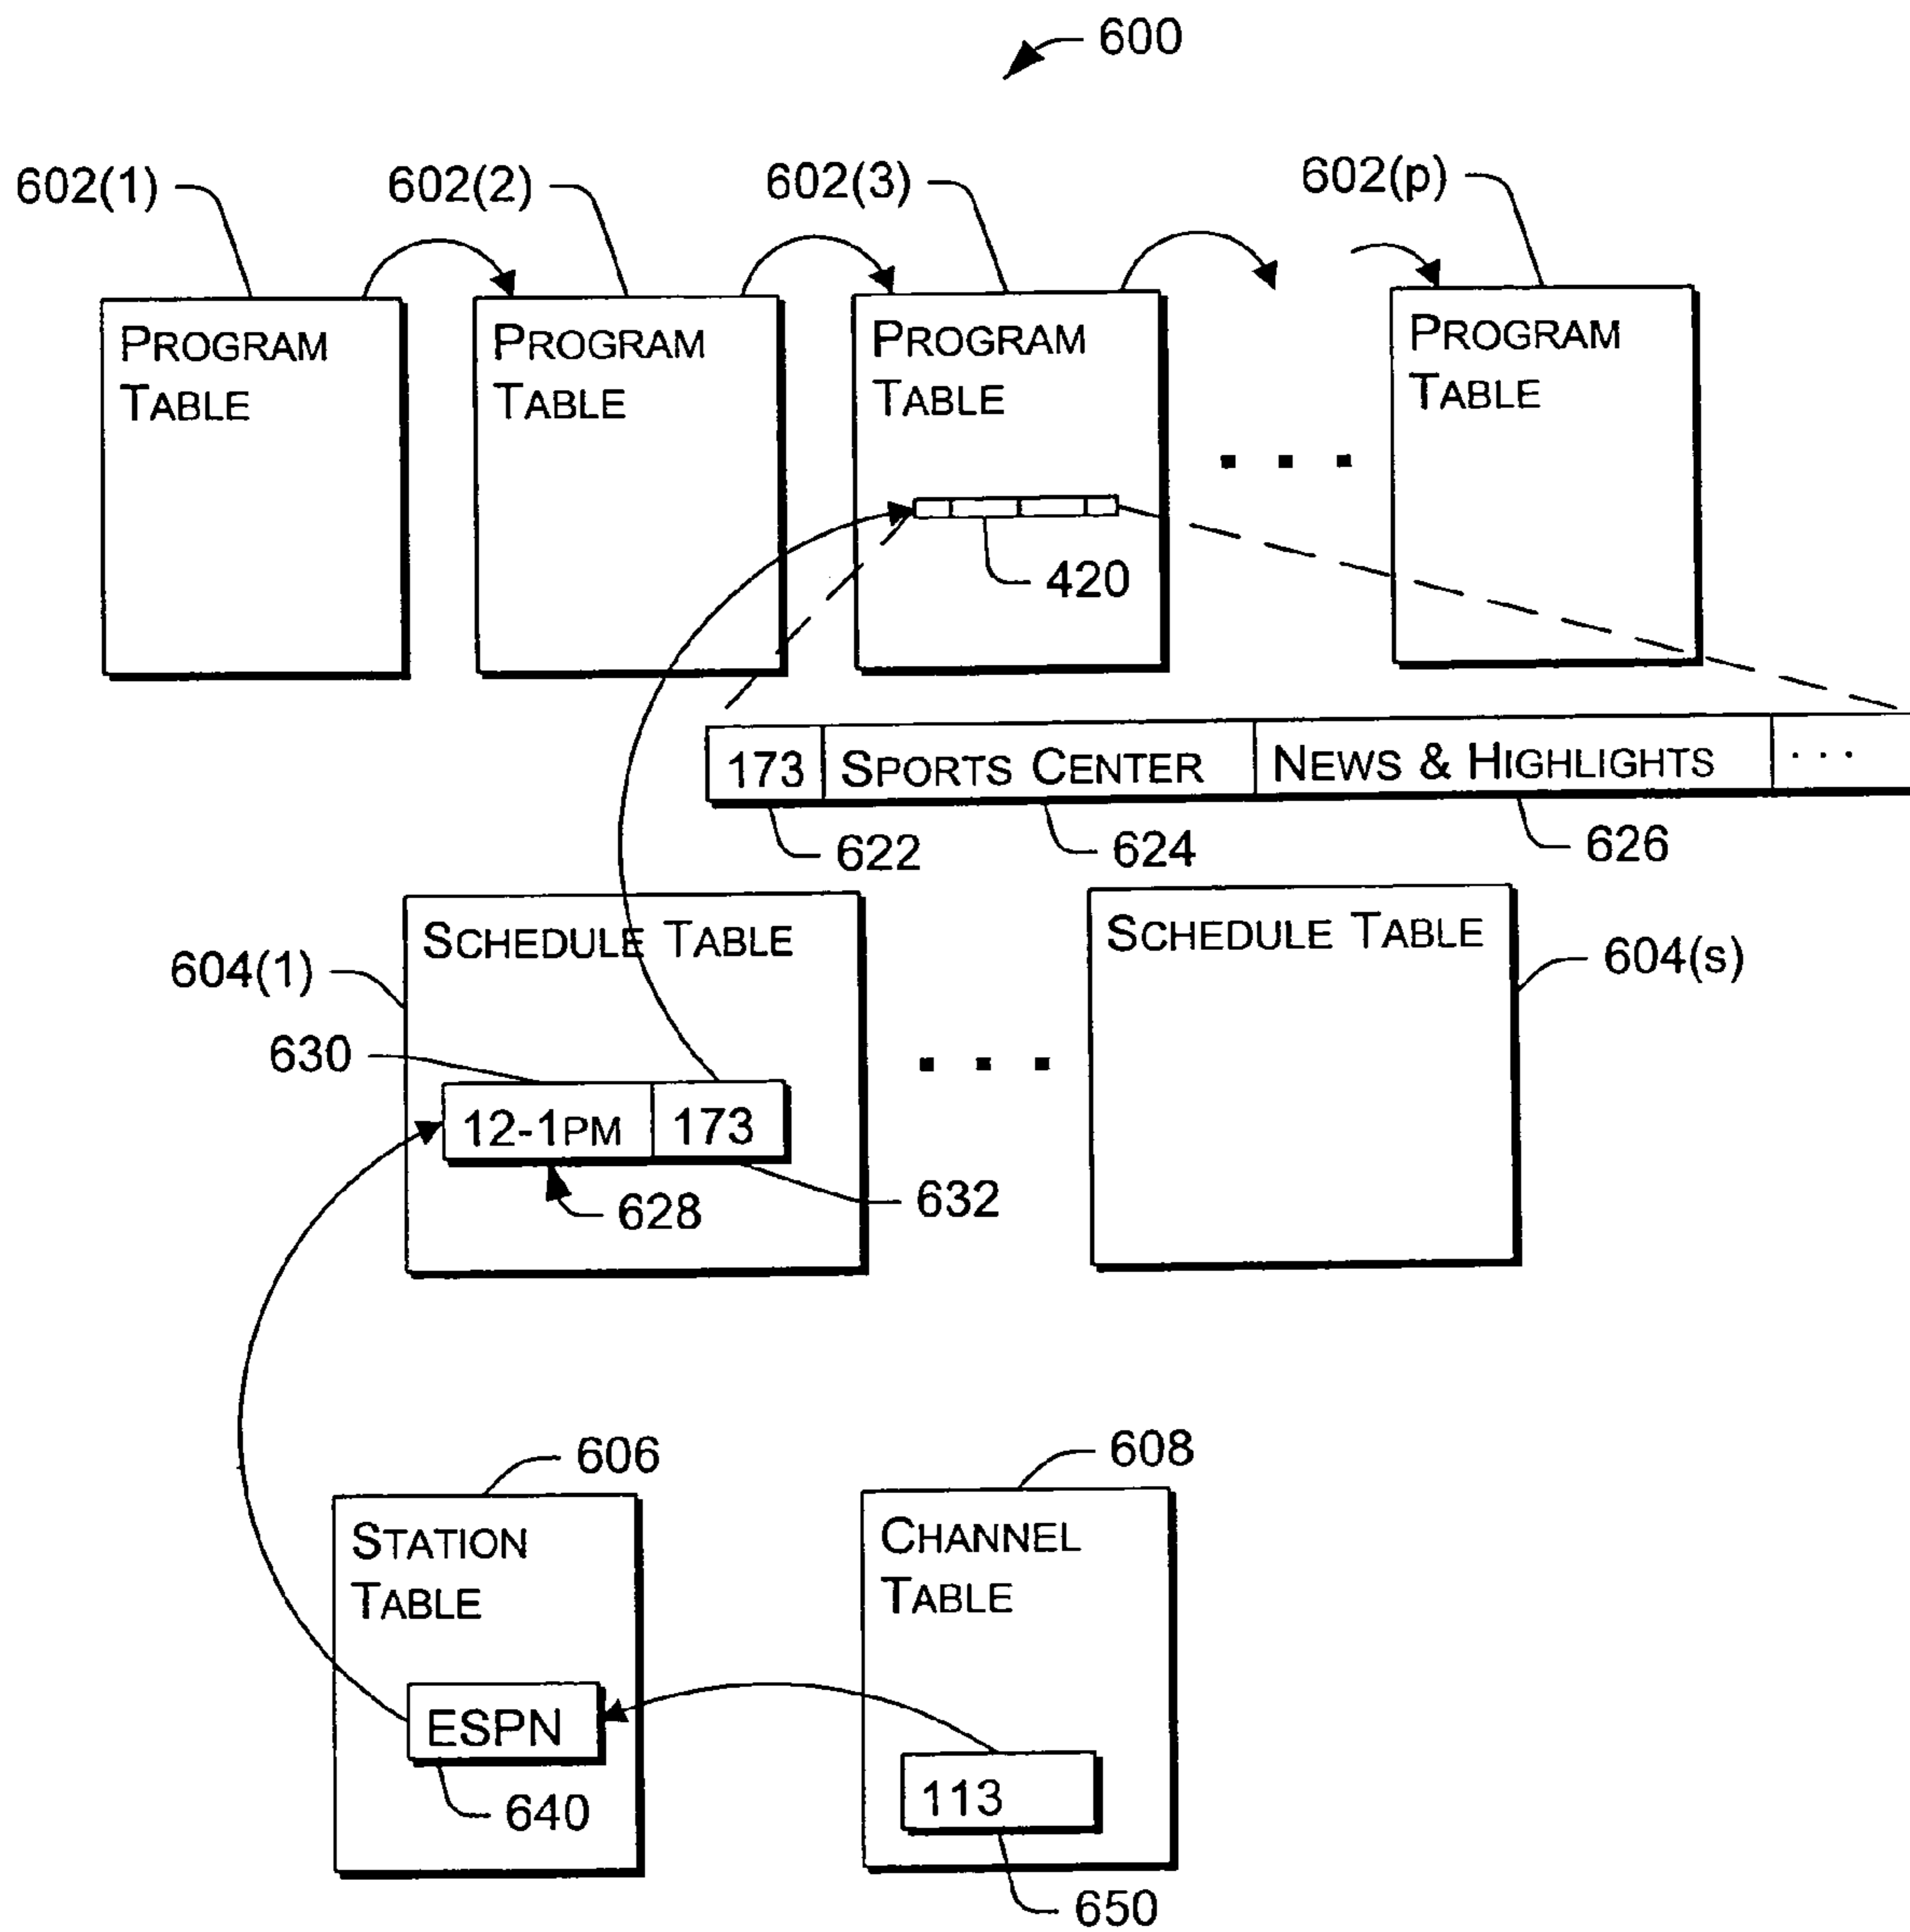 600
602(1) 602(2) 602(3) 602(p)
PROGRAM TABLE
PROGRAM TABLE
PROGRAM TABLE
PROGRAM TABLE
. . .
420
173 SPORTS CENTER NEWS & HIGHLIGHTS . . .
622 624 626
SCHEDULE TABLE
SCHEDULE TABLE
604(1)
604(s)
630
. . .
12-1PM 173
628
632
606
608
STATION TABLE
CHANNEL TABLE
ESPN
113
640
650